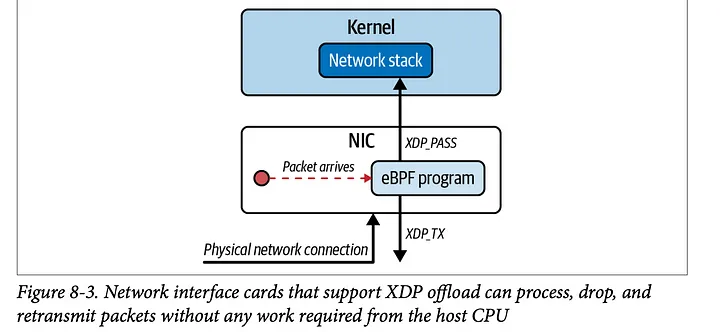 Kernel
Network stack
NIC
XDP_PASS
Packet arrives
eBPF program
XDP_TX
Physical network connection
Figure 8-3. Network interface cards that support XDP offload can process, drop, and
retransmit packets without any work required from the host CPU